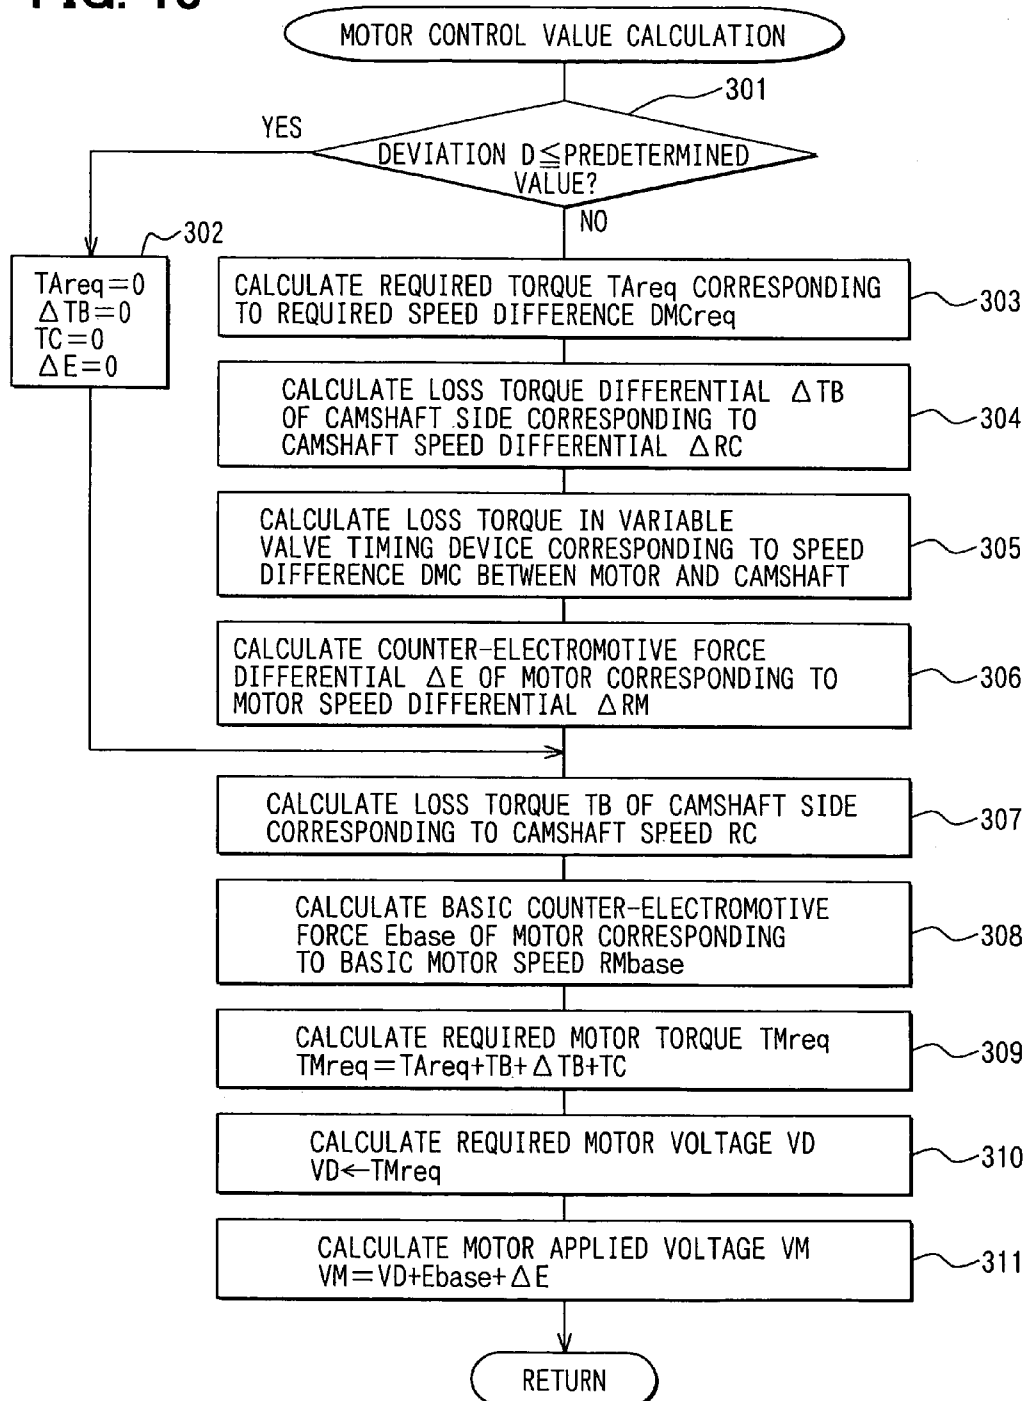 MOTOR CONTROL VALUE CALCULATION
301
YES
DEVIATION D≦PREDETERMINED
VALUE?
NO
302
TAreq=0
ΔTB=0
TC=0
ΔE=0
CALCULATE REQUIRED TORQUE TAreq CORRESPONDING
TO REQUIRED SPEED DIFFERENCE DMCreq
303
CALCULATE LOSS TORQUE DIFFERENTIAL ΔTB
OF CAMSHAFT SIDE CORRESPONDING TO
CAMSHAFT SPEED DIFFERENTIAL ΔRC
304
CALCULATE LOSS TORQUE IN VARIABLE
VALVE TIMING DEVICE CORRESPONDING TO SPEED
DIFFERENCE DMC BETWEEN MOTOR AND CAMSHAFT
305
CALCULATE COUNTER-ELECTROMOTIVE FORCE
DIFFERENTIAL ΔE OF MOTOR CORRESPONDING TO
MOTOR SPEED DIFFERENTIAL ΔRM
306
CALCULATE LOSS TORQUE TB OF CAMSHAFT SIDE
CORRESPONDING TO CAMSHAFT SPEED RC
307
CALCULATE BASIC COUNTER-ELECTROMOTIVE
FORCE Ebase OF MOTOR CORRESPONDING
TO BASIC MOTOR SPEED RMbase
308
CALCULATE REQUIRED MOTOR TORQUE TMreq
TMreq=TAreq+TB+ΔTB+TC
309
CALCULATE REQUIRED MOTOR VOLTAGE VD
VD←TMreq
310
CALCULATE MOTOR APPLIED VOLTAGE VM
VM=VD+Ebase+ΔE
311
RETURN